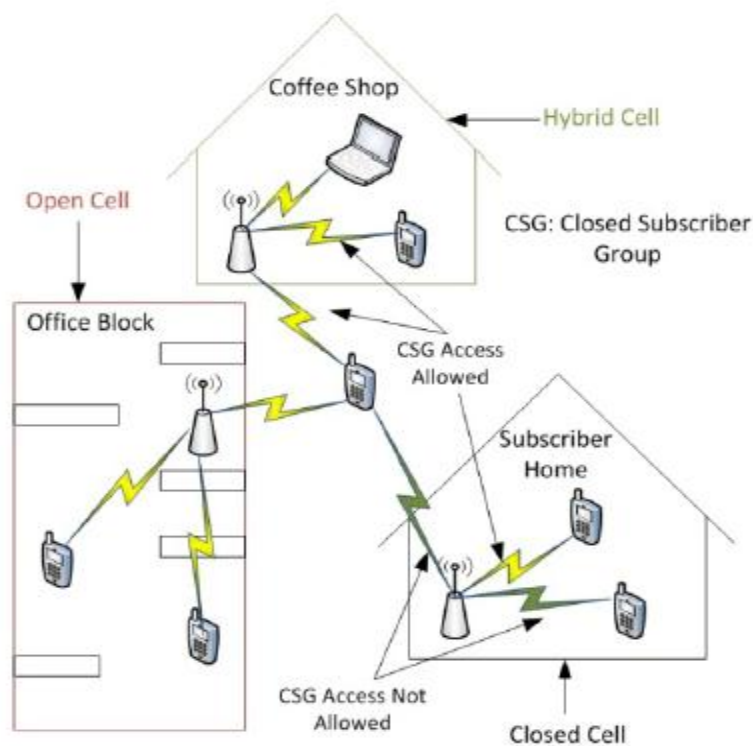 Coffee Shop
Hybrid Cell
Open Cell
CSG: Closed Subscriber
Group
Office Block
CSG Access
Allowed
Subscriber
Home
CSG Access Not
Allowed
Closed Cell